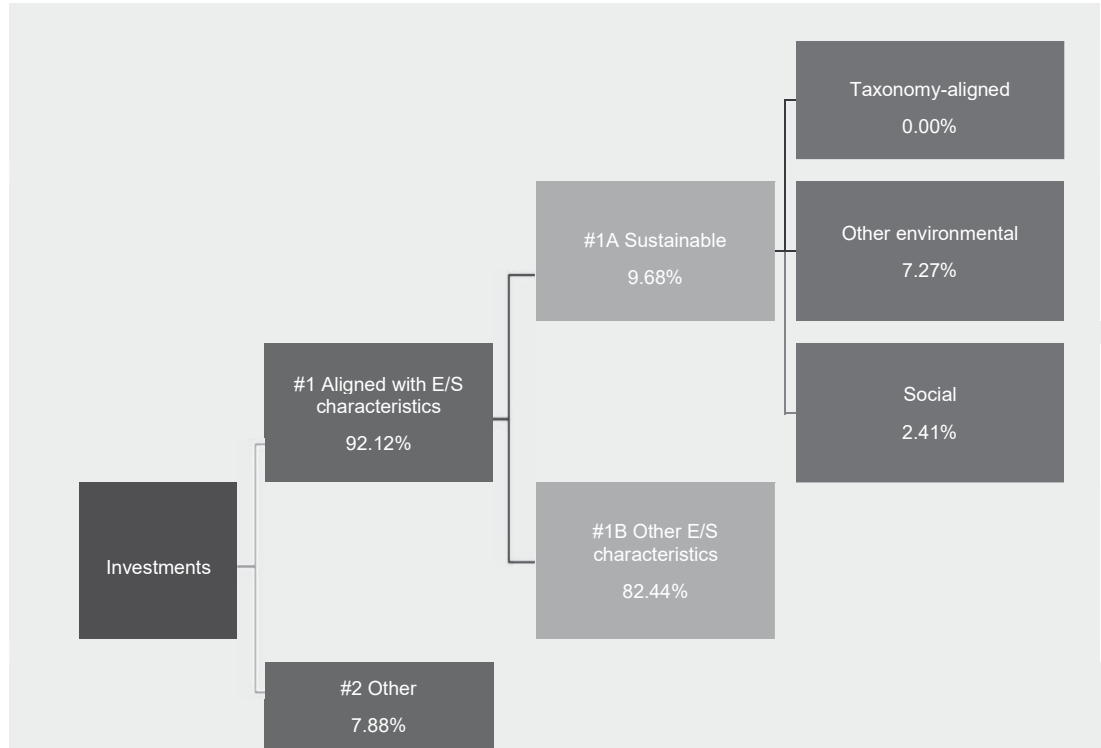 Taxonomy-aligned
0.00%
#1A Sustainable
9.68%
Other environmental
7.27%
#1 Aligned with E/S
characteristics
92.12%
Social
2.41%
Investments
#1B Other E/S
characteristics
82.44%
#2 Other
7.88%